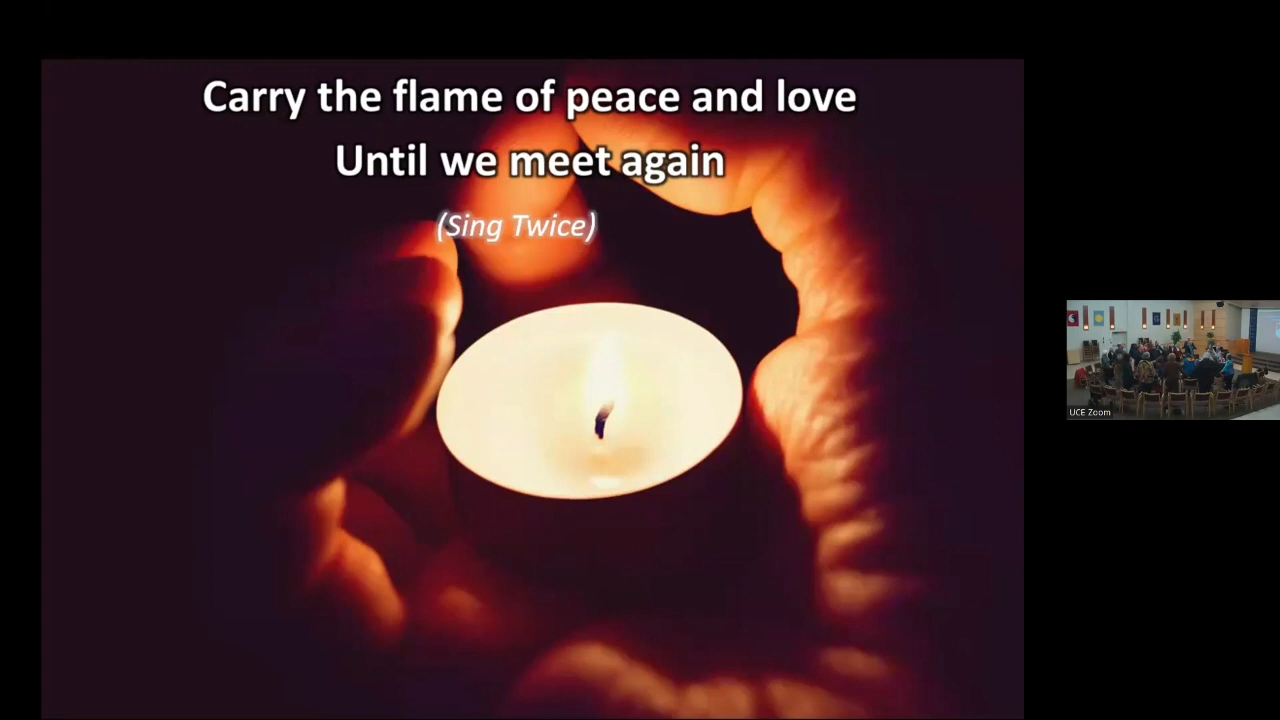 Carry the flame of peace and love
Until we meet again
(Sing Twice)
UCE Zoom